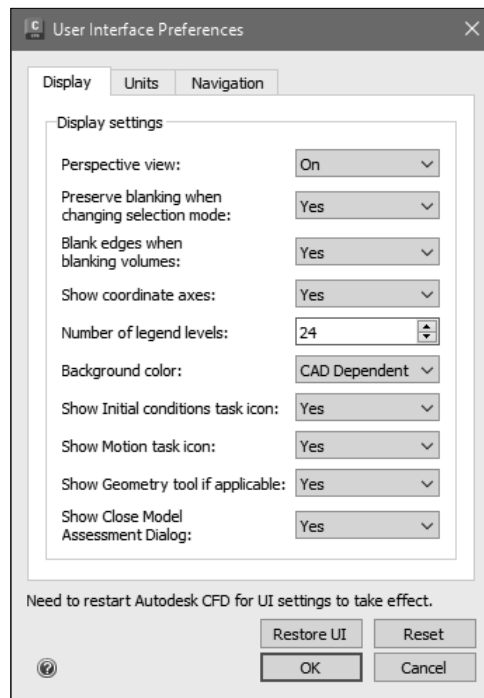 C
CFD
User Interface Preferences
Display
Units
Navigation
Display settings
Perspective view:
On
Preserve blanking when
changing selection mode:
Yes
Blank edges when
blanking volumes:
Yes
Show coordinate axes:
Yes
Number of legend levels:
24
Background color:
CAD Dependent
Show Initial conditions task icon:
Yes
Show Motion task icon:
Yes
Show Geometry tool if applicable:
Yes
Show Close Model
Assessment Dialog:
Yes
Need to restart Autodesk CFD for UI settings to take effect.
Restore UI
Reset
?
OK
Cancel